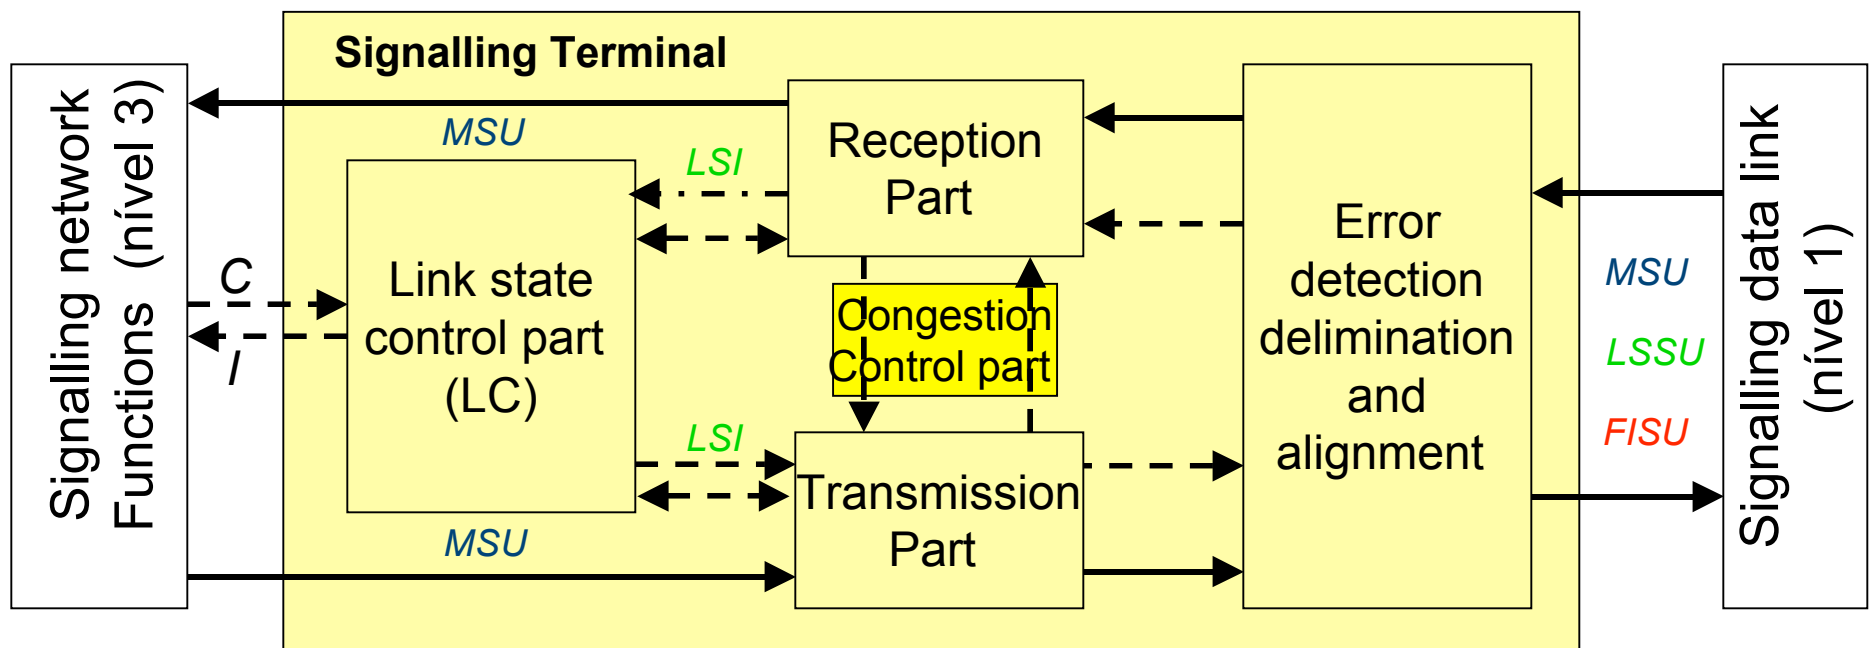 Signalling Terminal
Signalling network
Functions (nível 3)
MSU
LSI
Reception
Part
C
I
Link state
control part
(LC)
Congestion
Control part
LSI
Transmission
Part
MSU
Error
detection
delimination
and
alignment
MSU
LSSU
FISU
Signalling data link
(nível 1)